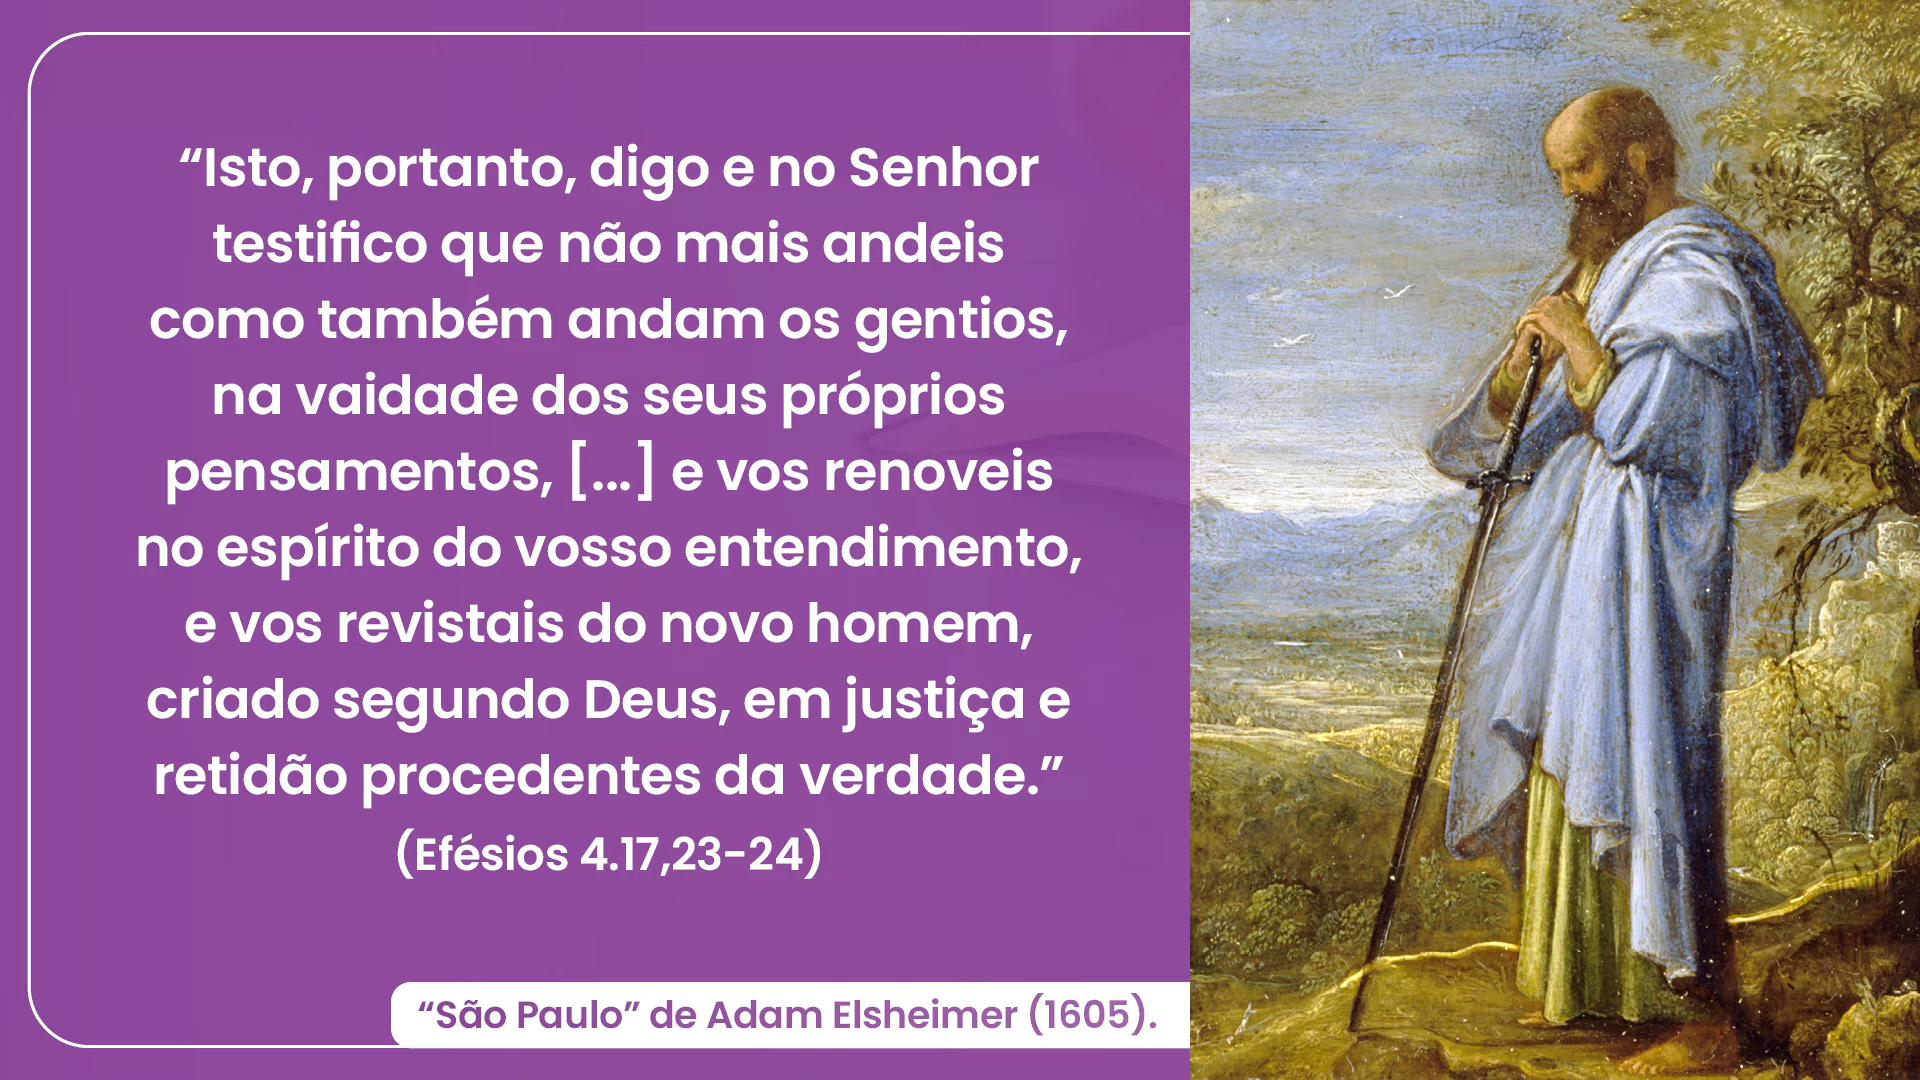 “Isto, portanto, digo e no Senhor
testifico que não mais andeis
como também andam os gentios,
na vaidade dos seus próprios
pensamentos, [...] e vos renoveis
no espírito do vosso entendimento,
e vos revistais do novo homem,
criado segundo Deus, em justiça e
retidão procedentes da verdade.”
(Efésios 4.17,23-24)
“São Paulo” de Adam Elsheimer (1605).